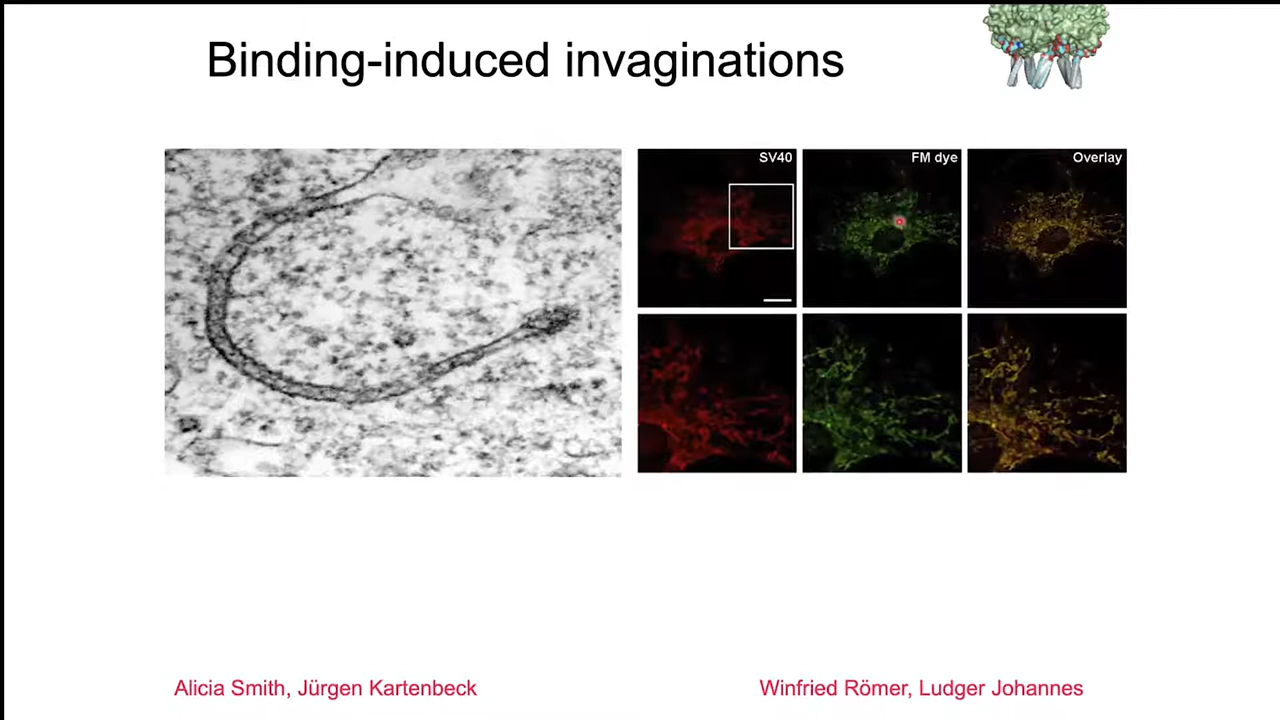 Binding-induced invaginations
SV40
FM dye
Overlay
Alicia Smith, Jürgen Kartenbeck
Winfried Römer, Ludger Johannes